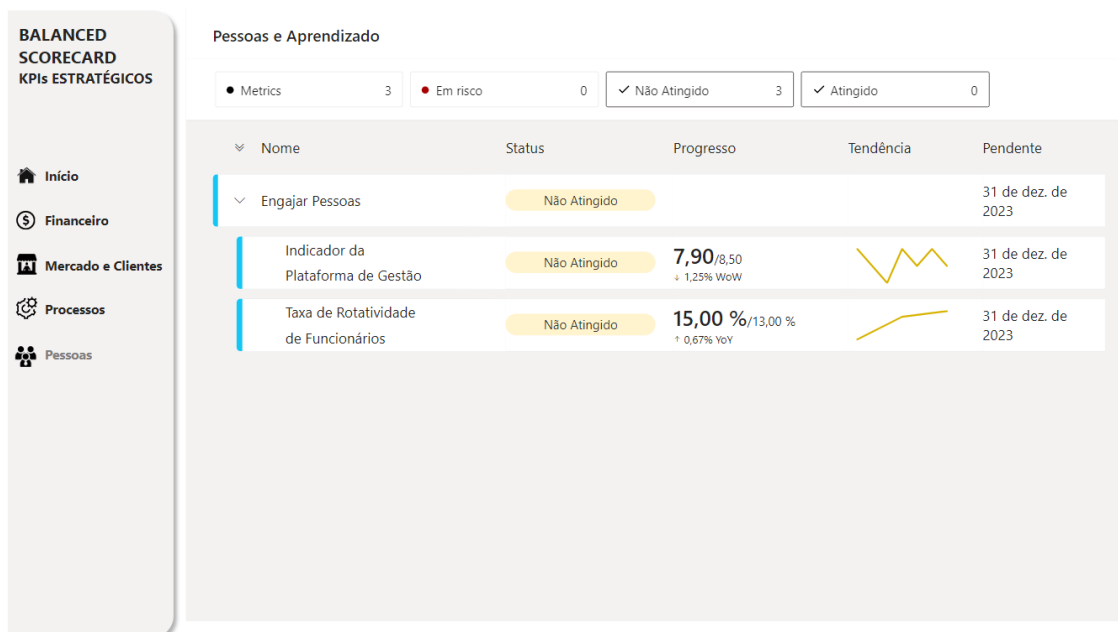 BALANCED
SCORECARD
KPIs ESTRATÉGICOS
Início
Financeiro
Mercado e Clientes
Processos
Pessoas
Pessoas e Aprendizado
Metrics 3
Em risco 0
Não Atingido 3
Atingido 0
Nome Status Progresso Tendência Pendente
Engajar Pessoas Não Atingido 31 de dez. de
2023
Indicador da
Plataforma de Gestão
Não Atingido
7,90/8,50
↓ 1,25% WoW
31 de dez. de
2023
Taxa de Rotatividade
de Funcionários
Não Atingido
15,00 %/13,00 %
↑ 0,67% YoY
31 de dez. de
2023